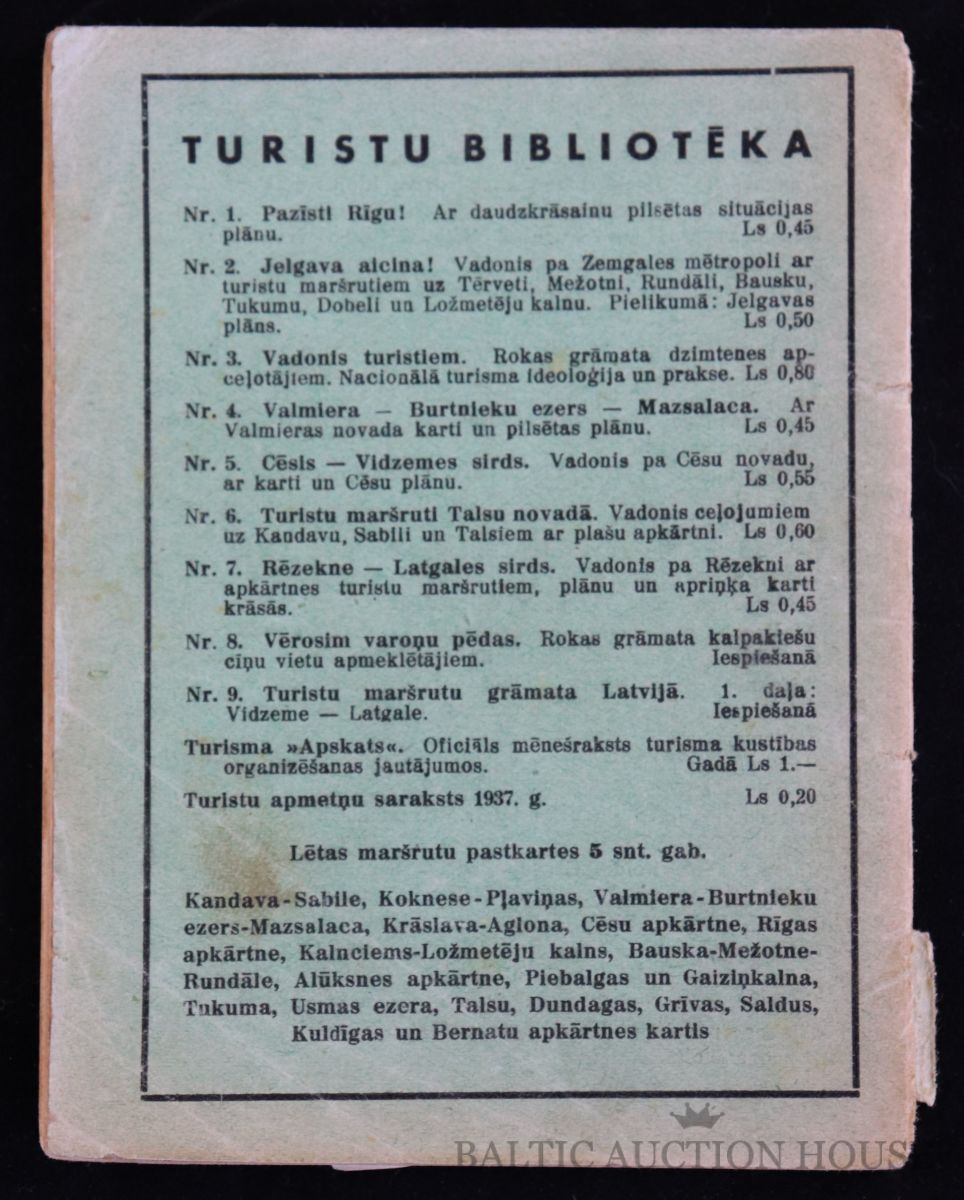 TURISTU BIBLIOTĒKA
Nr. 1. Pazīsti Rīgu! Ar daudzkrāsainu pilsētas situācijas
plānu. Ls 0,45
Nr. 2. Jelgava aicina! Vadonis pa Zemgales mētropoli ar
turistu maršrutiem uz Tērveti, Mežotni, Rundāli, Bausku,
Tukumu, Dobeli un Ložmetēju kalnu. Pielikumā: Jelgavas
plāns. Ls 0,50
Nr. 3. Vadonis turistiem. Rokas grāmata dzimtenes ap-
ceļotājiem. Nacionālā turisma ideoloģija un prakse. Ls 0,80
Nr. 4. Valmiera — Burtnieku ezers — Mazsalaca. Ar
Valmieras novada karti un pilsētas plānu. Ls 0,45
Nr. 5. Cēsis — Vidzemes sirds. Vadonis pa Cēsu novadu,
ar karti un Cēsu plānu. Ls 0,55
Nr. 6. Turistu maršruti Talsu novadā. Vadonis ceļojumiem
uz Kandavu, Sabili un Talsiem ar plašu apkārtni. Ls 0,60
Nr. 7. Rēzekne — Latgales sirds. Vadonis pa Rēzekni ar
apkārtnes turistu maršrutiem, plānu un apriņķa karti
krāsās. Ls 0,45
Nr. 8. Vērosim varoņu pēdas. Rokas grāmata kalpakiešu
cīņu vietu apmeklētājiem. Iespiešanā
Nr. 9. Turistu maršrutu grāmata Latvijā. 1. daļa:
Vidzeme — Latgale. Iespiešanā
Turisma »Apskats«. Oficiāls mēnešraksts turisma kustības
organizēšanas jautājumos. Gadā Ls 1.—
Turistu apmetņu saraksts 1937. g. Ls 0,20
Lētas maršrutu pastkartes 5 snt. gab.
Kandava-Sabile, Koknese-Pļaviņas, Valmiera-Burtnieku
ezers-Mazsalaca, Krāslava-Aglona, Cēsu apkārtne, Rīgas
apkārtne, Kalnciems-Ložmetēju kalns, Bauska-Mežotne-
Rundāle, Alūksnes apkārtne, Piebalgas un Gaiziņkalna,
Tukuma, Usmas ezera, Talsu, Dundagas, Grīvas, Saldus,
Kuldīgas un Bernatu apkārtnes kartis
BALTIC AUCTION HOUS